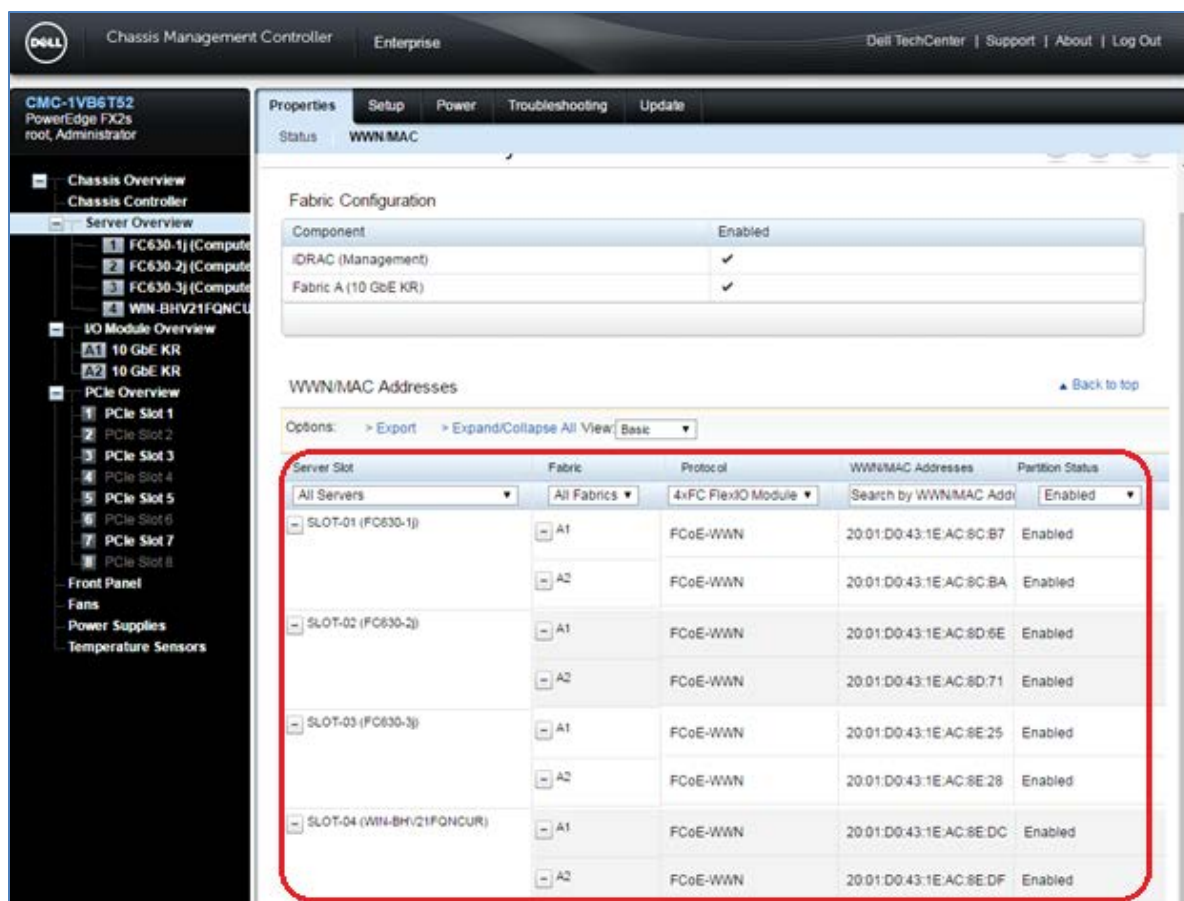 DELL Chassis Management Controller Enterprise Dell TechCenter | Support | About | Log Out
CMC-1VB6T52
PowerEdge FX2s
root, Administrator
Chassis Overview
Chassis Controller
Server Overview
1 FC630-1j (Compute
2 FC630-2j (Compute
3 FC630-3j (Compute
4 WIN-BHV21FQNCU
I/O Module Overview
A1 10 GbE KR
A2 10 GbE KR
PCIe Overview
1 PCIe Slot 1
2 PCIe Slot 2
3 PCIe Slot 3
4 PCIe Slot 4
5 PCIe Slot 5
6 PCIe Slot 6
7 PCIe Slot 7
8 PCIe Slot 8
Front Panel
Fans
Power Supplies
Temperature Sensors
Properties Setup Power Troubleshooting Update
Status WWN/MAC
Fabric Configuration
Component Enabled
iDRAC (Management) ✔
Fabric A (10 GbE KR) ✔
WWN/MAC Addresses ▲ Back to top
Options: > Export > Expand/Collapse All View: Basic
Server Slot Fabric Protocol WWN/MAC Addresses Partition Status
All Servers All Fabrics 4xFC FlexIO Module Search by WWN/MAC Addr Enabled
SLOT-01 (FC630-1j) A1 FCoE-WWN 20:01:D0:43:1E:AC:8C:B7 Enabled
A2 FCoE-WWN 20:01:D0:43:1E:AC:8C:BA Enabled
SLOT-02 (FC630-2j) A1 FCoE-WWN 20:01:D0:43:1E:AC:8D:6E Enabled
A2 FCoE-WWN 20:01:D0:43:1E:AC:8D:71 Enabled
SLOT-03 (FC630-3j) A1 FCoE-WWN 20:01:D0:43:1E:AC:8E:25 Enabled
A2 FCoE-WWN 20:01:D0:43:1E:AC:8E:28 Enabled
SLOT-04 (WIN-BHV21FQNCUR) A1 FCoE-WWN 20:01:D0:43:1E:AC:8E:DC Enabled
A2 FCoE-WWN 20:01:D0:43:1E:AC:8E:DF Enabled